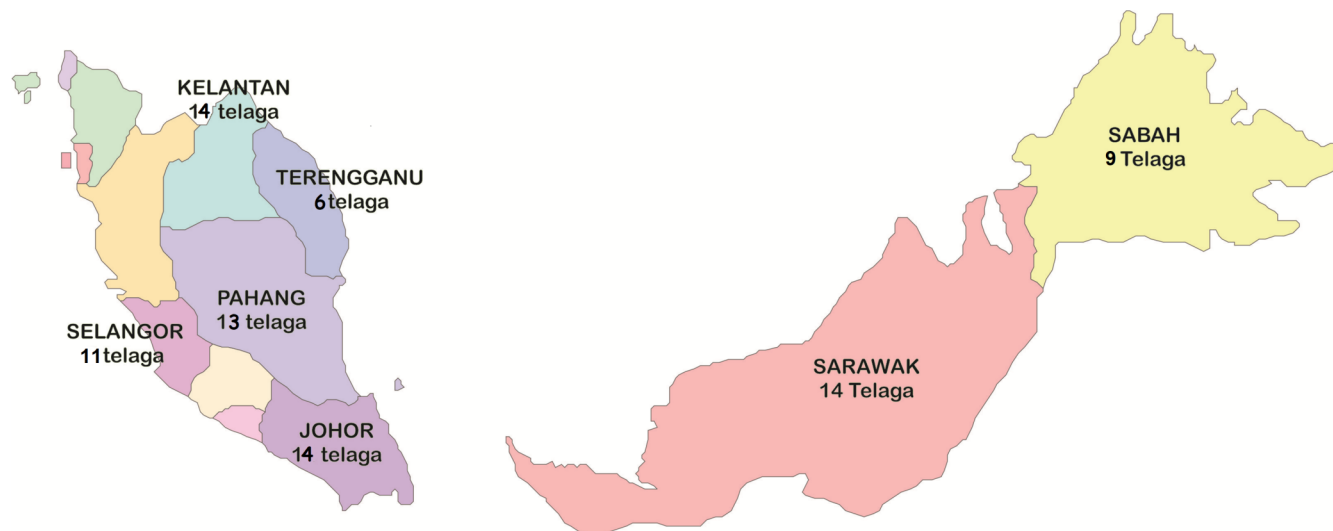 KELANTAN
14 telaga
TERENGGANU
6 telaga
PAHANG
13 telaga
SELANGOR
11 telaga
JOHOR
14 telaga
SABAH
9 Telaga
SARAWAK
14 Telaga